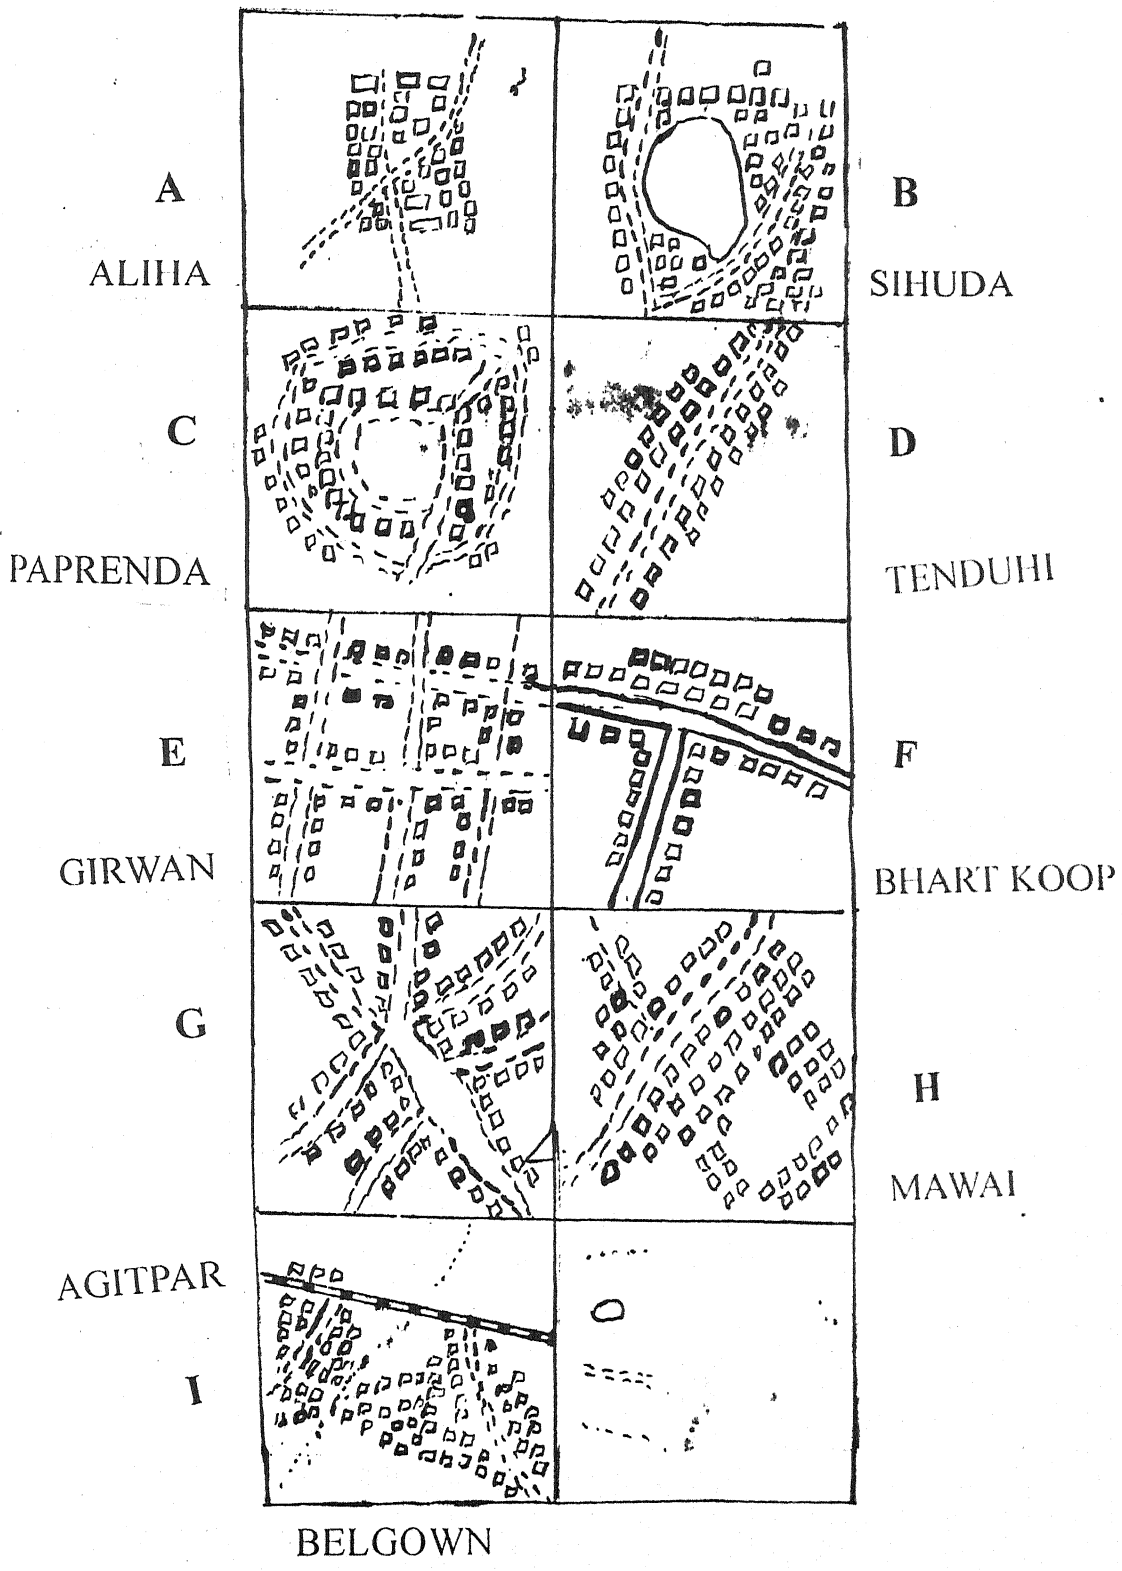 A
ALIHA
B
SIHUDA
C
PAPRENDA
D
TENDUHI
E
GIRWAN
F
BHART KOOP
G
AGITPAR
H
MAWAI
I
BELGOWN